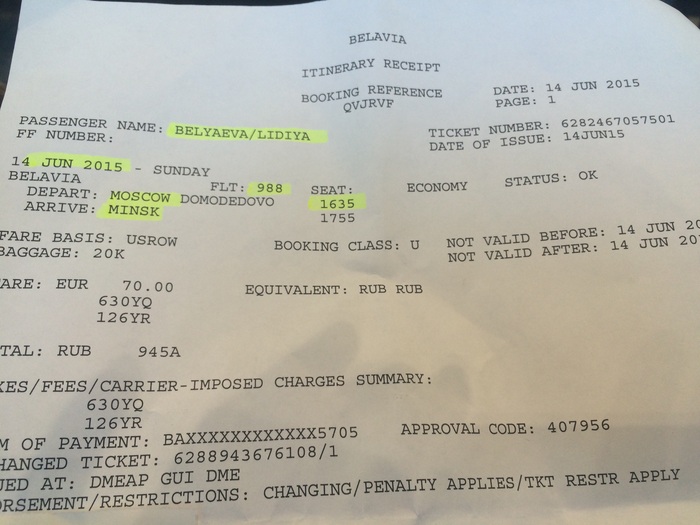 BELAVIA
ITINERARY RECEIPT
BOOKING REFERENCE DATE: 14 JUN 2015
QVJRVF PAGE: 1
PASSENGER NAME: BELYAEVA/LIDIYA TICKET NUMBER: 6282467057501
FF NUMBER: DATE OF ISSUE: 14JUN15
14 JUN 2015 - SUNDAY
BELAVIA FLT: 988 SEAT: ECONOMY STATUS: OK
DEPART: MOSCOW DOMODEDOVO 1635
ARRIVE: MINSK 1755
FARE BASIS: USROW BOOKING CLASS: U NOT VALID BEFORE: 14 JUN 20
BAGGAGE: 20K NOT VALID AFTER: 14 JUN 20
ARE: EUR 70.00 EQUIVALENT: RUB RUB
630YQ
126YR
TAL: RUB 945A
XES/FEES/CARRIER-IMPOSED CHARGES SUMMARY:
630YQ
126YR
M OF PAYMENT: BAXXXXXXXXXXXX5705 APPROVAL CODE: 407956
HANGED TICKET: 6288943676108/1
UED AT: DMEAP GUI DME
ORSEMENT/RESTRICTIONS: CHANGING/PENALTY APPLIES/TKT RESTR APPLY